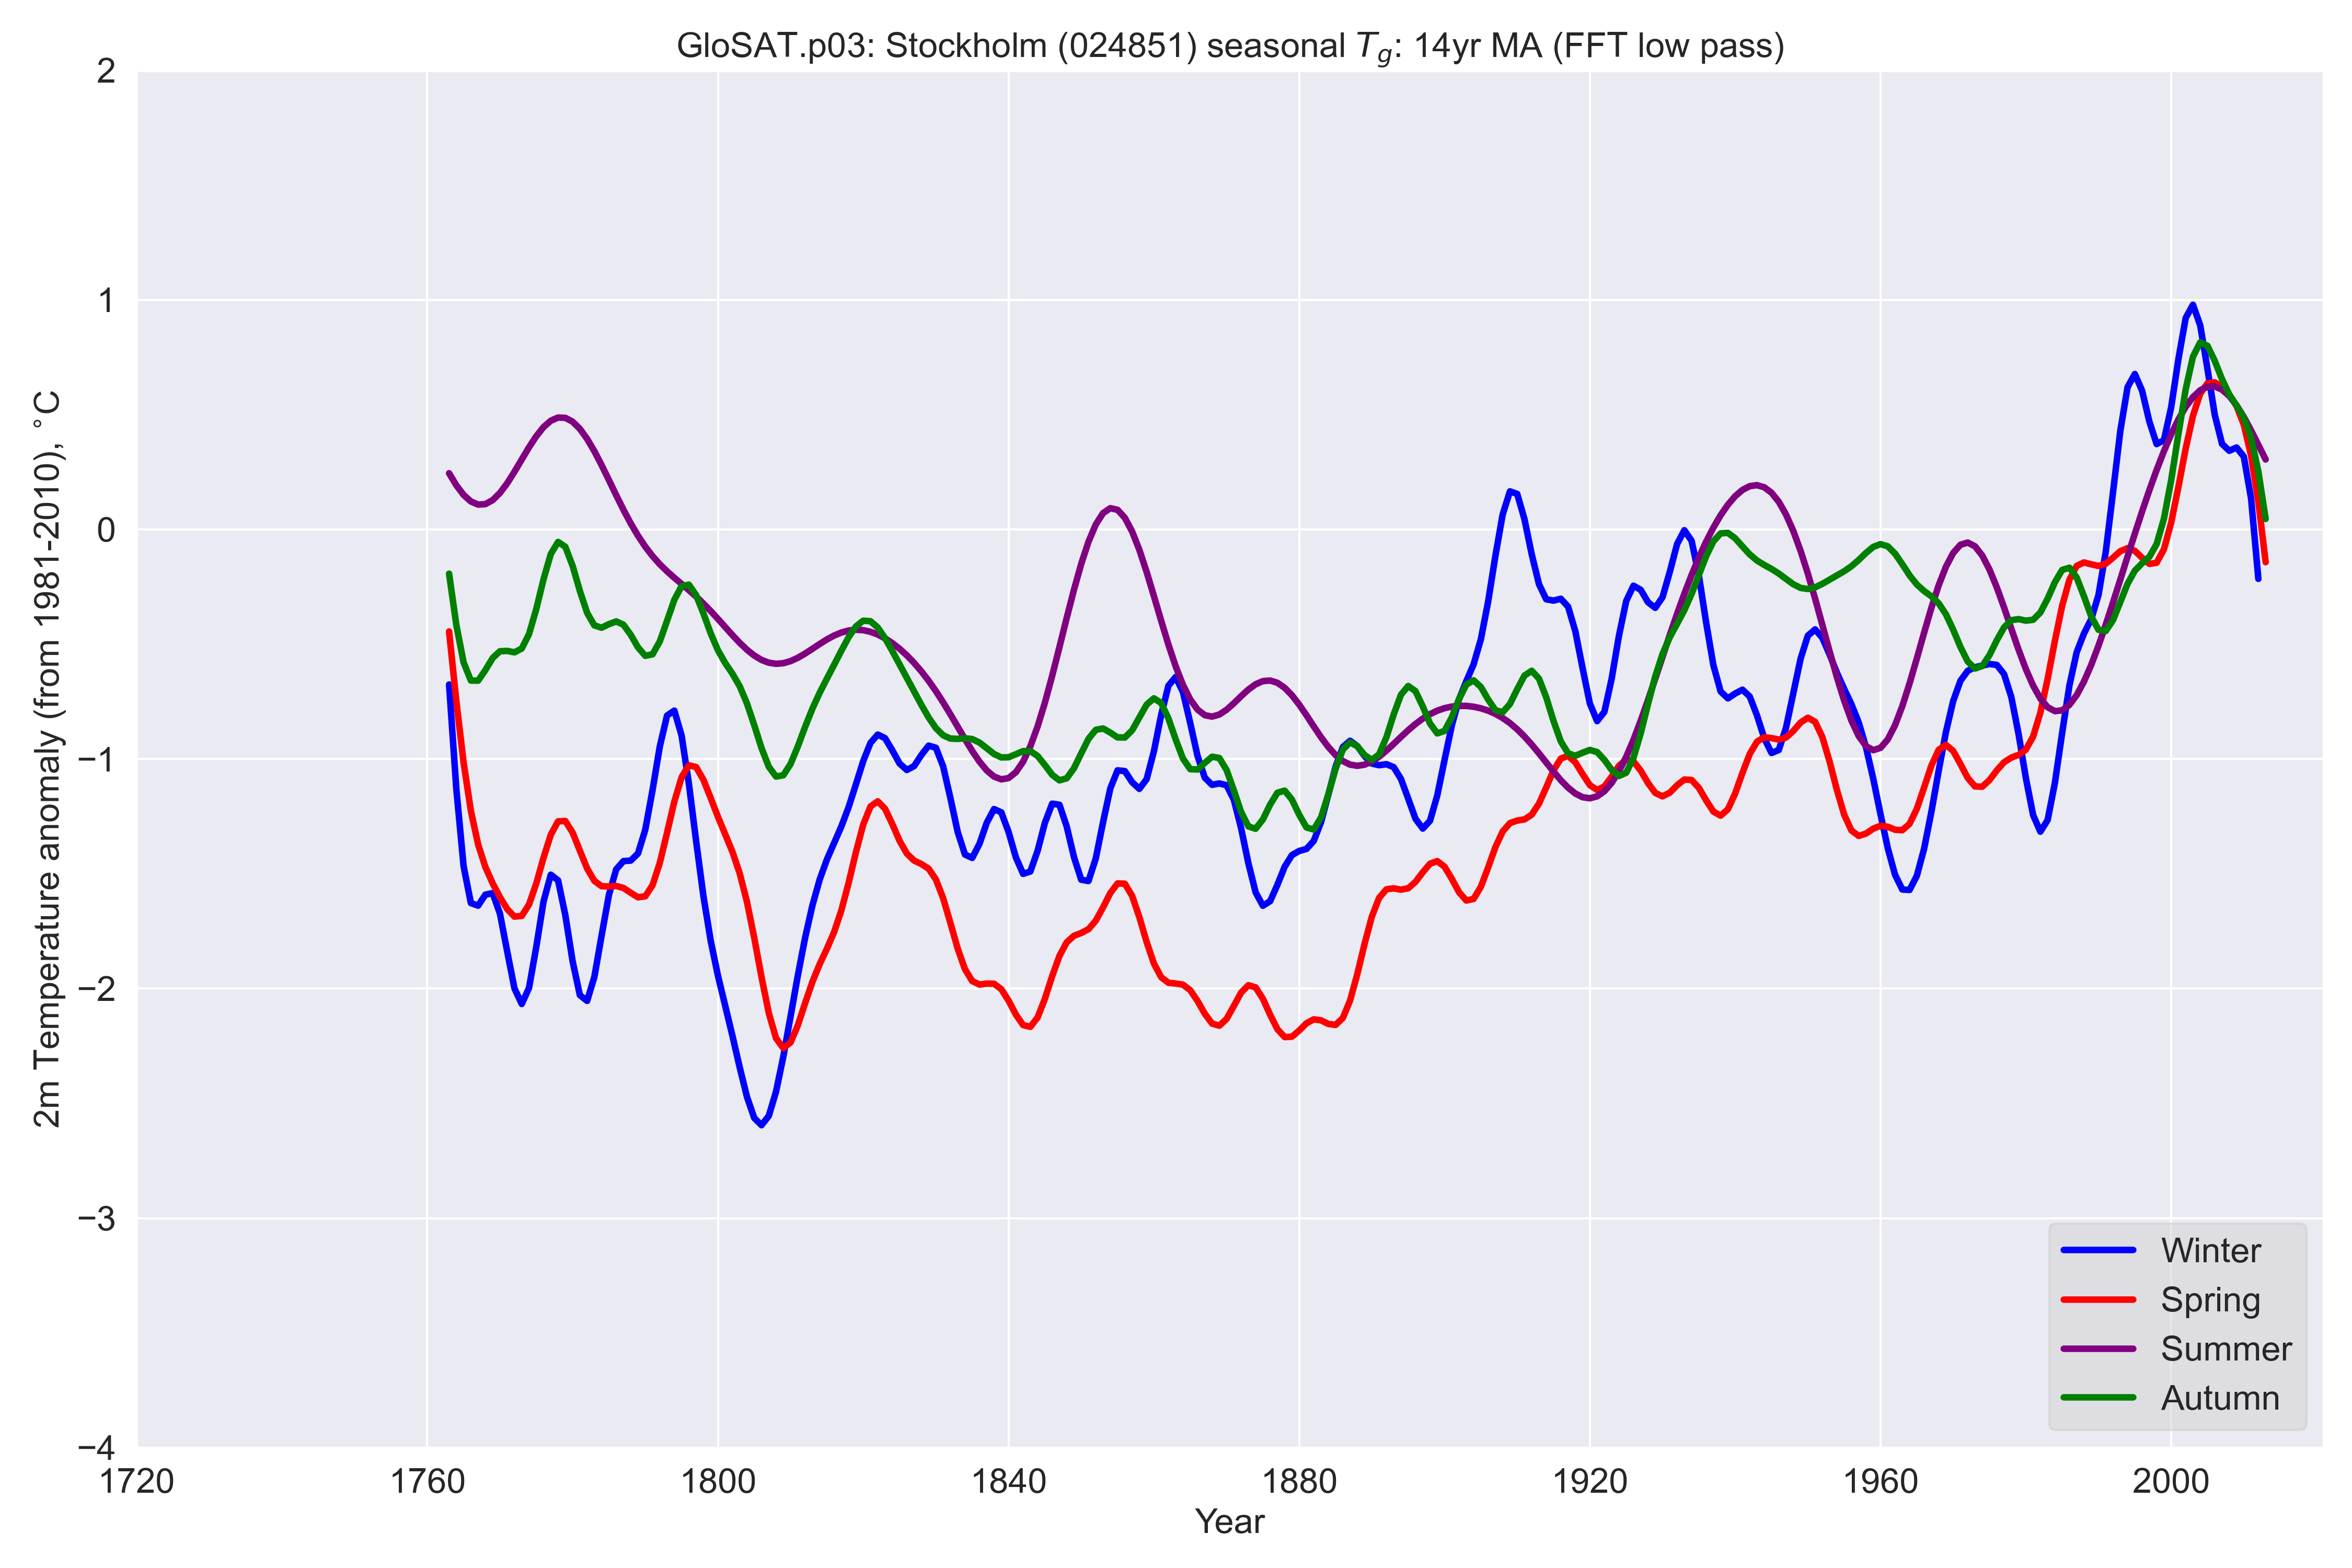 GloSAT.p03: Stockholm (024851) seasonal Tg: 14yr MA (FFT low pass)
2
1
0
−1
−2
−3
−4
2m Temperature anomaly (from 1981-2010), °C
1720 1760 1800 1840 1880 1920 1960 2000
Year
Winter
Spring
Summer
Autumn